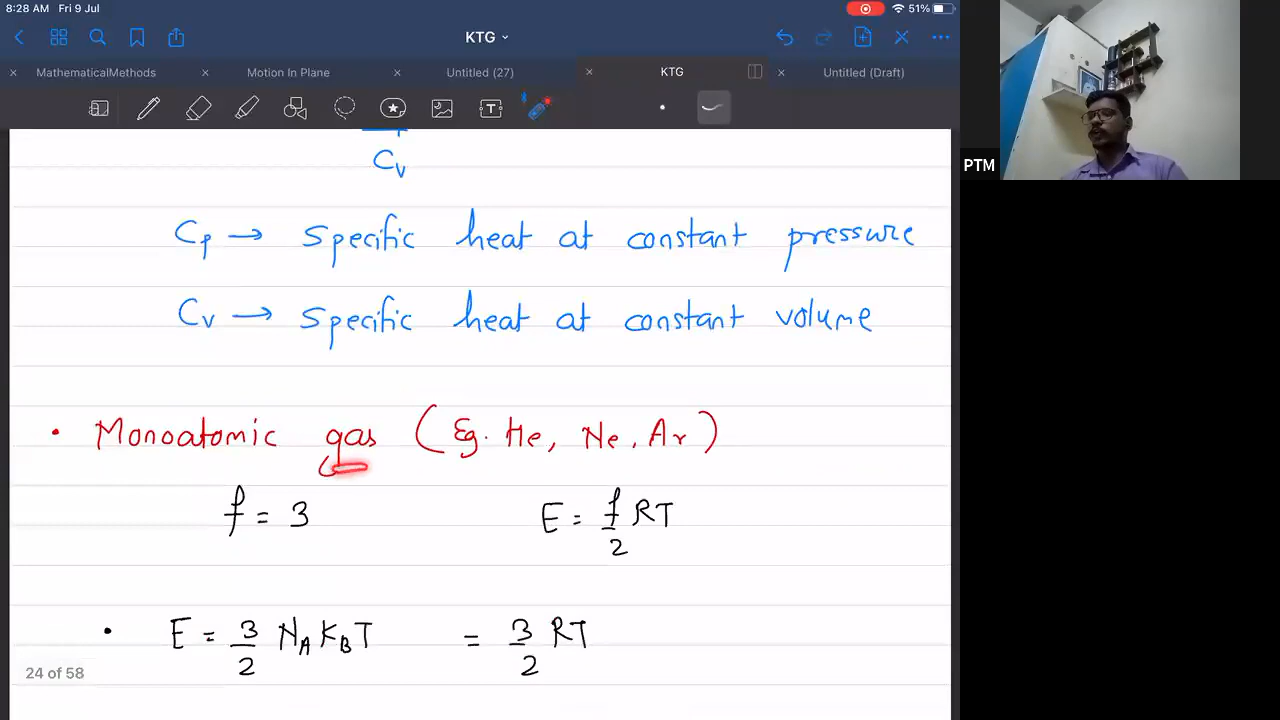 8:28 AM Fri 9 Jul
51%
KTG
MathematicalMethods
Motion In Plane
Untitled (27)
KTG
Untitled (Draft)
T
PTM
Cv
Cp → Specific heat at constant pressure
Cv → Specific heat at constant volume
• Monoatomic gas (Eg. He, Ne, Ar)
f = 3 E = f/2 RT
• E = 3/2 NA KB T = 3/2 RT
24 of 58